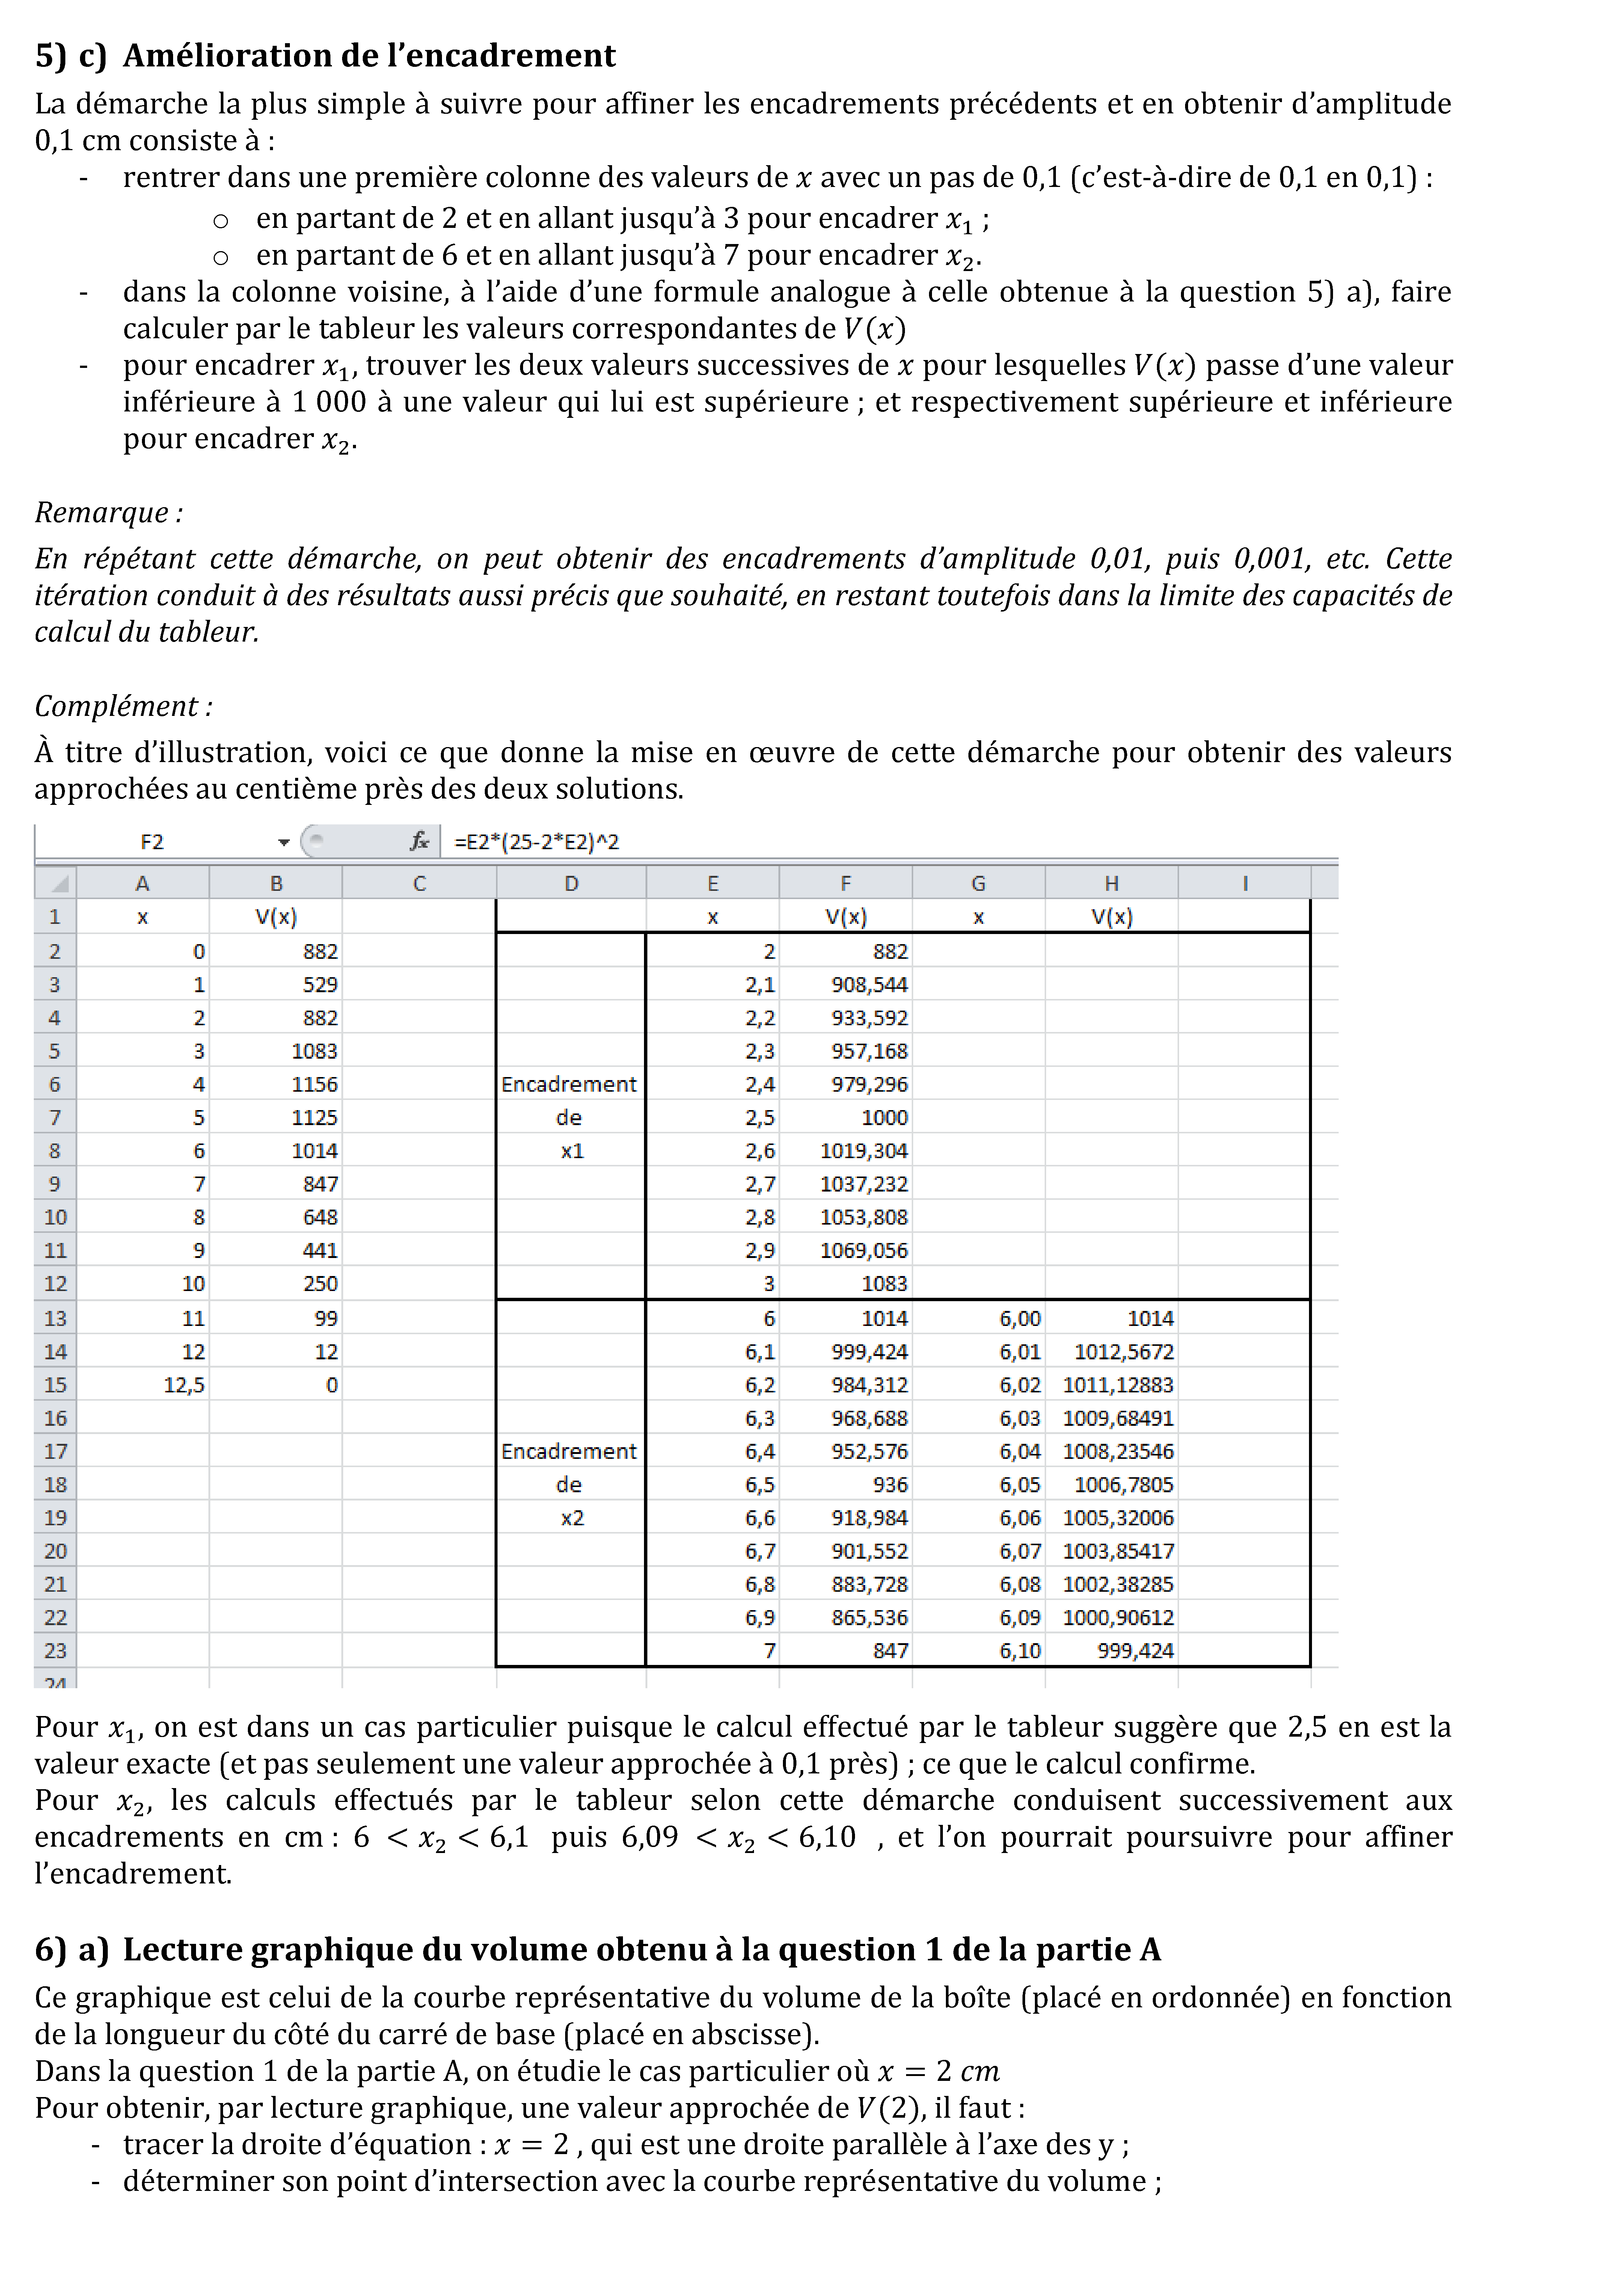 5) c) Amélioration de l’encadrement
La démarche la plus simple à suivre pour affiner les encadrements précédents et en obtenir d’amplitude
0,1 cm consiste à :
- rentrer dans une première colonne des valeurs de x avec un pas de 0,1 (c’est-à-dire de 0,1 en 0,1) :
o en partant de 2 et en allant jusqu’à 3 pour encadrer x₁ ;
o en partant de 6 et en allant jusqu’à 7 pour encadrer x₂.
- dans la colonne voisine, à l’aide d’une formule analogue à celle obtenue à la question 5) a), faire
calculer par le tableur les valeurs correspondantes de V(x)
- pour encadrer x₁, trouver les deux valeurs successives de x pour lesquelles V(x) passe d’une valeur
inférieure à 1 000 à une valeur qui lui est supérieure ; et respectivement supérieure et inférieure
pour encadrer x₂.
Remarque :
En répétant cette démarche, on peut obtenir des encadrements d’amplitude 0,01, puis 0,001, etc. Cette
itération conduit à des résultats aussi précis que souhaité, en restant toutefois dans la limite des capacités de
calcul du tableur.
Complément :
À titre d’illustration, voici ce que donne la mise en œuvre de cette démarche pour obtenir des valeurs
approchées au centième près des deux solutions.
F2 fx =E2*(25-2*E2)^2
A B C D E F G H I
1 x V(x) x V(x) x V(x)
2 0 882 2 882
3 1 529 2,1 908,544
4 2 882 2,2 933,592
5 3 1083 2,3 957,168
6 4 1156 Encadrement 2,4 979,296
7 5 1125 de 2,5 1000
8 6 1014 x1 2,6 1019,304
9 7 847 2,7 1037,232
10 8 648 2,8 1053,808
11 9 441 2,9 1069,056
12 10 250 3 1083
13 11 99 6 1014 6,00 1014
14 12 12 6,1 999,424 6,01 1012,5672
15 12,5 0 6,2 984,312 6,02 1011,12883
16 6,3 968,688 6,03 1009,68491
17 Encadrement 6,4 952,576 6,04 1008,23546
18 de 6,5 936 6,05 1006,7805
19 x2 6,6 918,984 6,06 1005,32006
20 6,7 901,552 6,07 1003,85417
21 6,8 883,728 6,08 1002,38285
22 6,9 865,536 6,09 1000,90612
23 7 847 6,10 999,424
24
Pour x₁, on est dans un cas particulier puisque le calcul effectué par le tableur suggère que 2,5 en est la
valeur exacte (et pas seulement une valeur approchée à 0,1 près) ; ce que le calcul confirme.
Pour x₂, les calculs effectués par le tableur selon cette démarche conduisent successivement aux
encadrements en cm : 6 < x₂ < 6,1 puis 6,09 < x₂ < 6,10 , et l’on pourrait poursuivre pour affiner
l’encadrement.
6) a) Lecture graphique du volume obtenu à la question 1 de la partie A
Ce graphique est celui de la courbe représentative du volume de la boîte (placé en ordonnée) en fonction
de la longueur du côté du carré de base (placé en abscisse).
Dans la question 1 de la partie A, on étudie le cas particulier où x = 2 cm
Pour obtenir, par lecture graphique, une valeur approchée de V(2), il faut :
- tracer la droite d’équation : x = 2 , qui est une droite parallèle à l’axe des y ;
- déterminer son point d’intersection avec la courbe représentative du volume ;